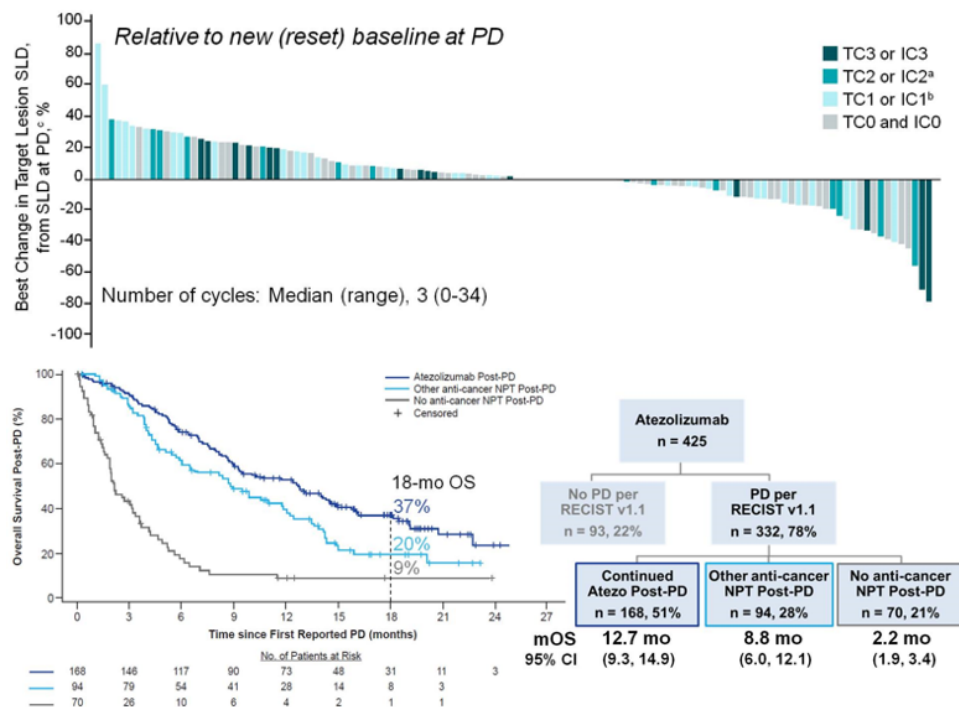 Relative to new (reset) baseline at PD
Best Change in Target Lesion SLD,
from SLD at PD,ᶜ %
100
80
60
40
20
0
-20
-40
-60
-80
-100
TC3 or IC3
TC2 or IC2ᵃ
TC1 or IC1ᵇ
TC0 and IC0
Number of cycles: Median (range), 3 (0-34)
Overall Survival Post-PD (%)
100
80
60
40
20
0
Atezolizumab Post-PD
Other anti-cancer NPT Post-PD
No anti-cancer NPT Post-PD
Censored
18-mo OS
37%
20%
9%
0 3 6 9 12 15 18 21 24 27
Time since First Reported PD (months)
No. of Patients at Risk
168 146 117 90 73 48 31 11 3
94 79 54 41 28 14 8 3
70 26 10 6 4 2 1 1
Atezolizumab
n = 425
No PD per
RECIST v1.1
n = 93, 22%
PD per
RECIST v1.1
n = 332, 78%
Continued
Atezo Post-PD
n = 168, 51%
Other anti-cancer
NPT Post-PD
n = 94, 28%
No anti-cancer
NPT Post-PD
n = 70, 21%
mOS 12.7 mo 8.8 mo 2.2 mo
95% CI (9.3, 14.9) (6.0, 12.1) (1.9, 3.4)